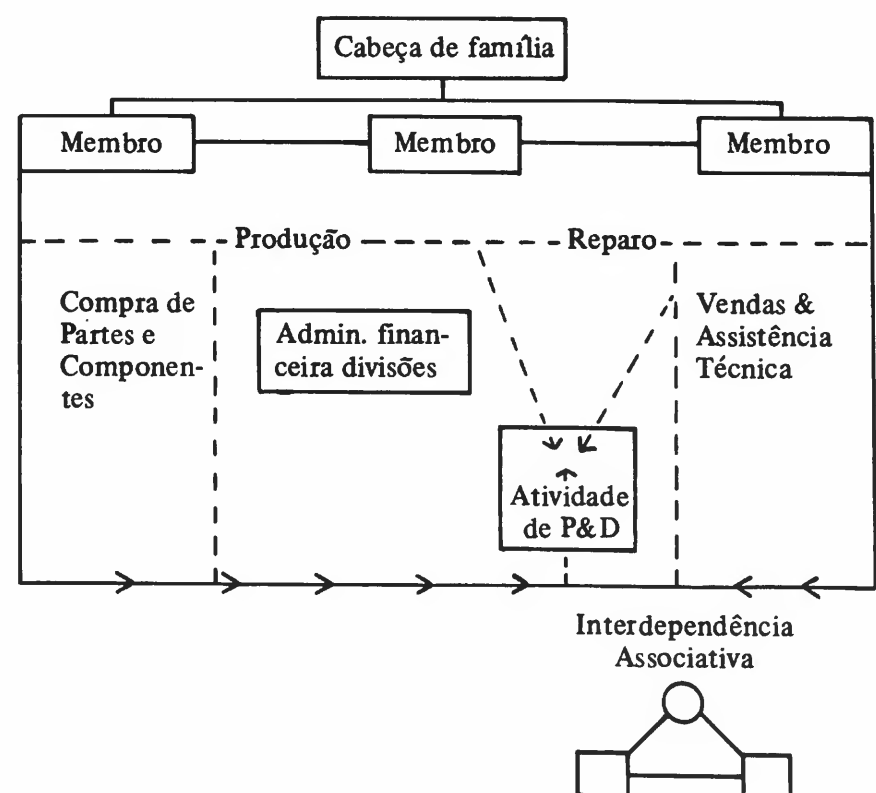 Cabeça de família
Membro
Membro
Membro
Produção
Reparo
Compra de
Partes e
Componen-
tes
Admin. finan-
ceira divisões
Vendas &
Assistência
Técnica
Atividade
de P&D
Interdependência
Associativa